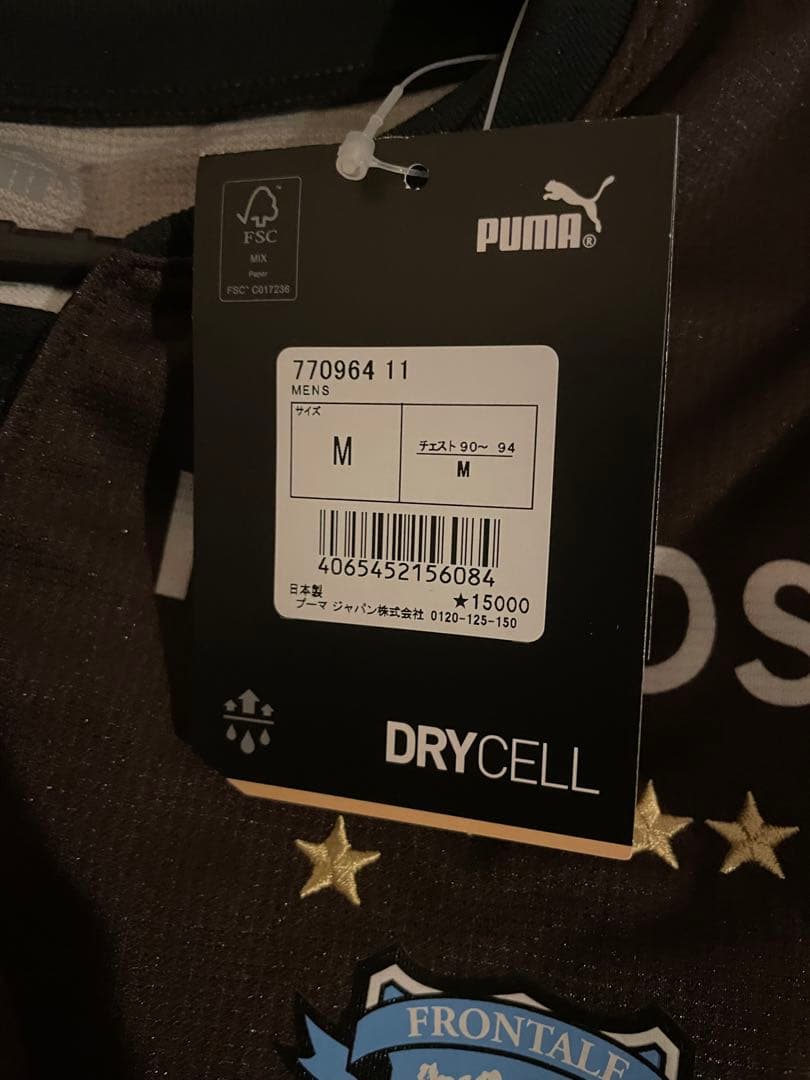 FSC
MIX
Paper
FSC™ C017236
PUMA®
770964 11
MENS
サイズ
M
チェスト 90～ 94
M
4065452156084
日本製
★15000
プーマ ジャパン株式会社 0120-125-150
DRYCELL
OS
FRONTALE